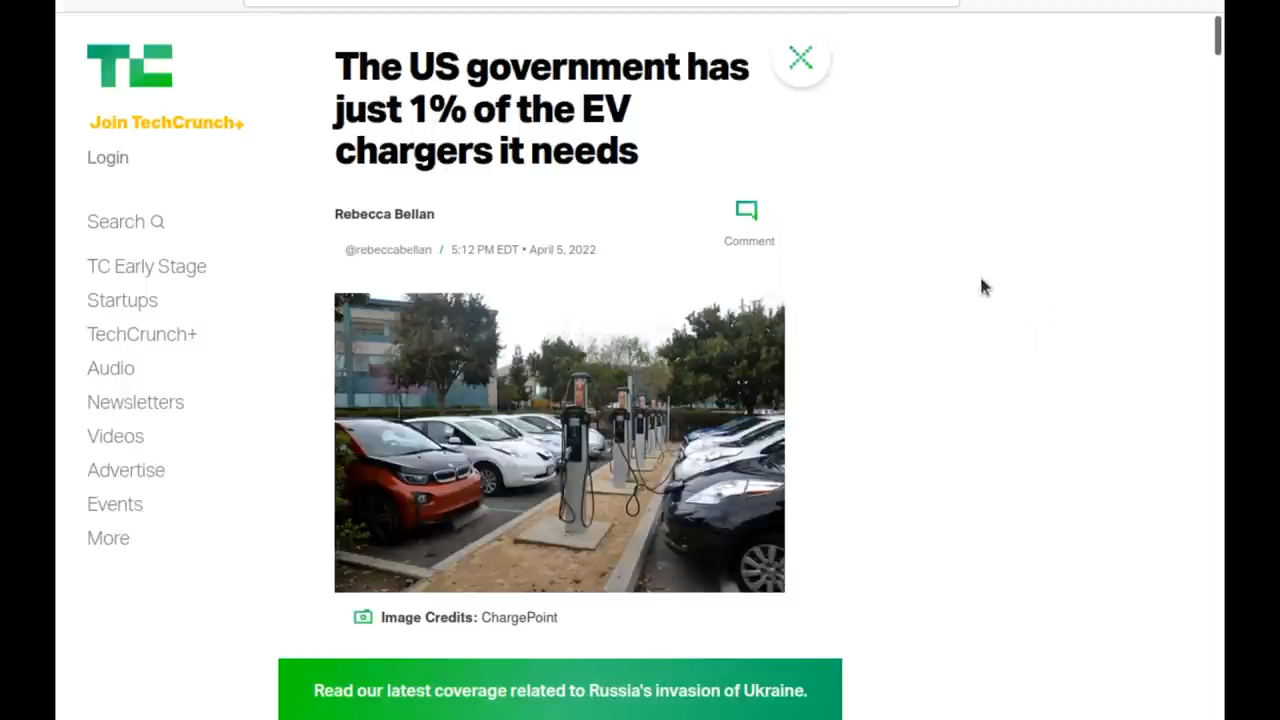 TC
Join TechCrunch+
Login
Search
TC Early Stage
Startups
TechCrunch+
Audio
Newsletters
Videos
Advertise
Events
More
The US government has
just 1% of the EV
chargers it needs
Rebecca Bellan
@rebeccabellan / 5:12 PM EDT • April 5, 2022
Comment
Image Credits: ChargePoint
Read our latest coverage related to Russia's invasion of Ukraine.